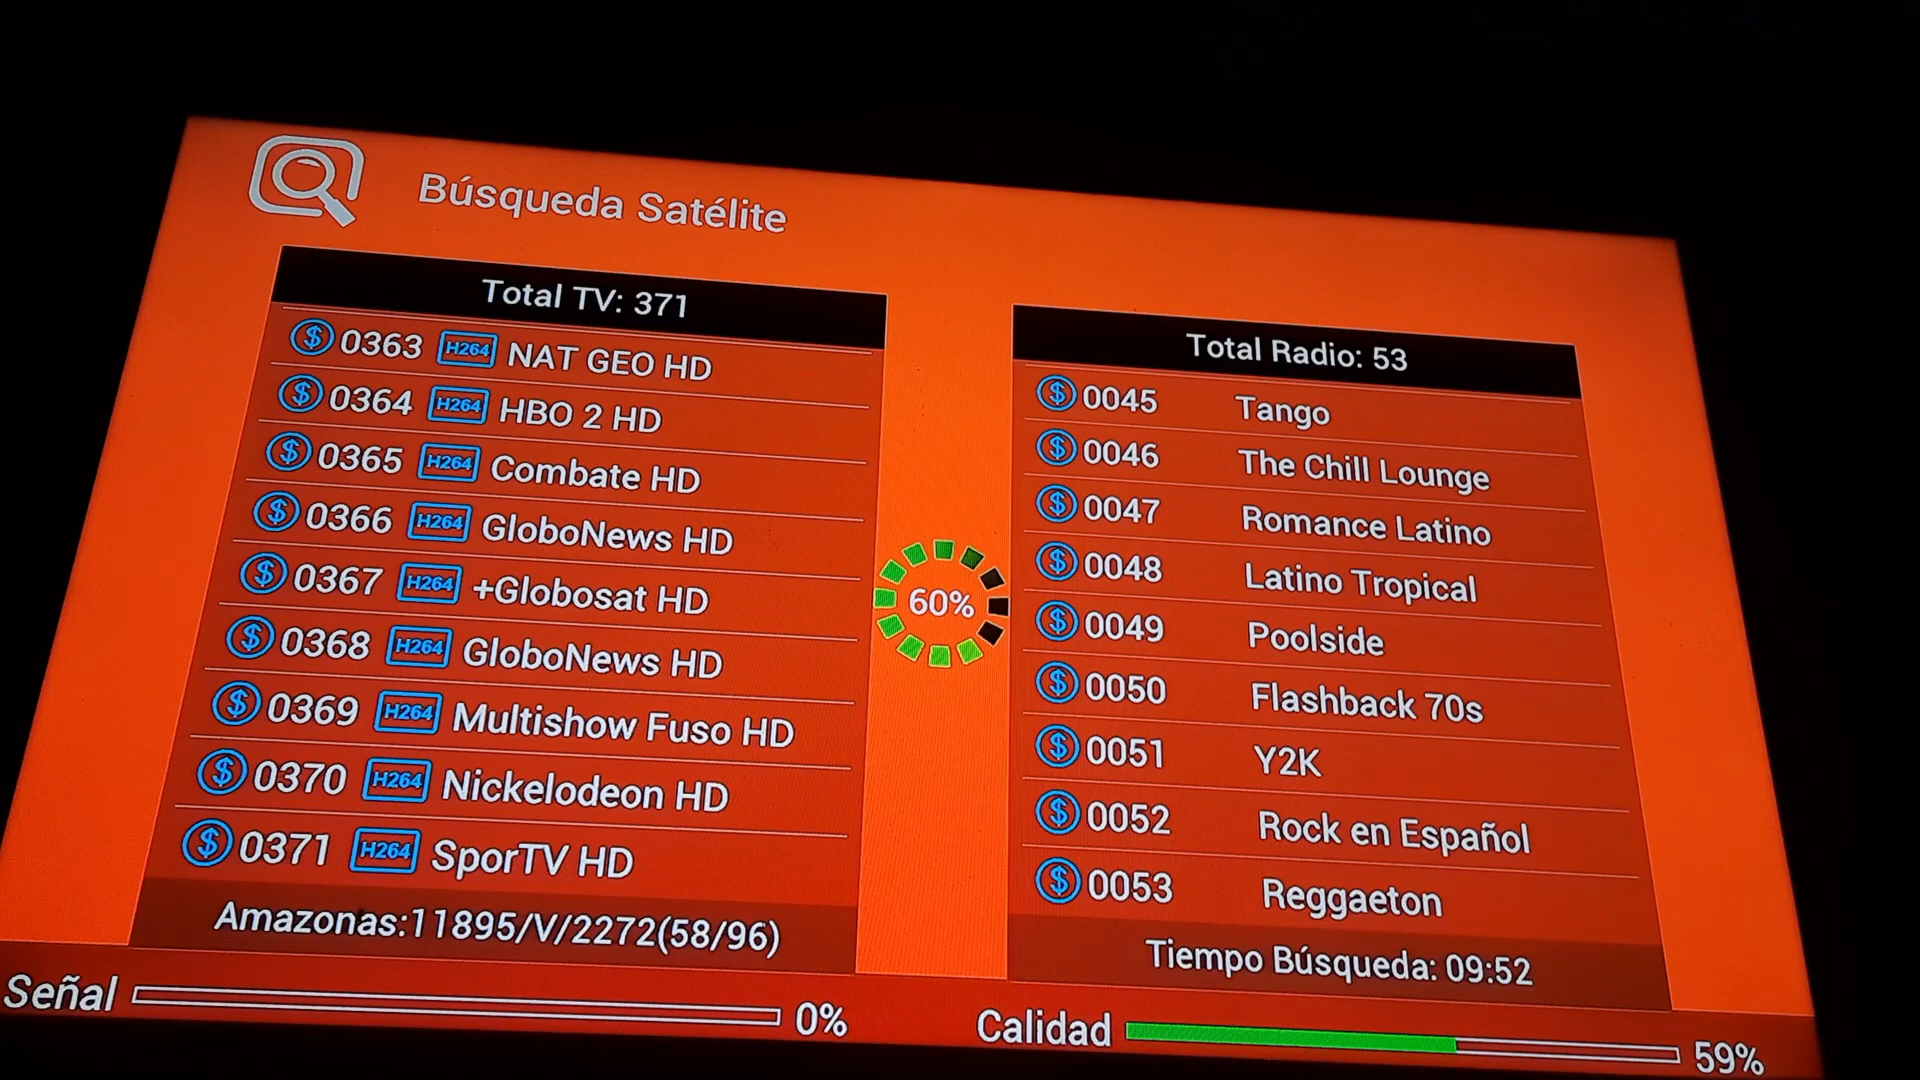 Búsqueda Satélite
Total TV: 371
$ 0363 H264 NAT GEO HD
$ 0364 H264 HBO 2 HD
$ 0365 H264 Combate HD
$ 0366 H264 GloboNews HD
$ 0367 H264 +Globosat HD
$ 0368 H264 GloboNews HD
$ 0369 H264 Multishow Fuso HD
$ 0370 H264 Nickelodeon HD
$ 0371 H264 SporTV HD
Amazonas:11895/V/2272(58/96)
60%
Total Radio: 53
$ 0045 Tango
$ 0046 The Chill Lounge
$ 0047 Romance Latino
$ 0048 Latino Tropical
$ 0049 Poolside
$ 0050 Flashback 70s
$ 0051 Y2K
$ 0052 Rock en Español
$ 0053 Reggaeton
Tiempo Búsqueda: 09:52
Señal 0%
Calidad 59%